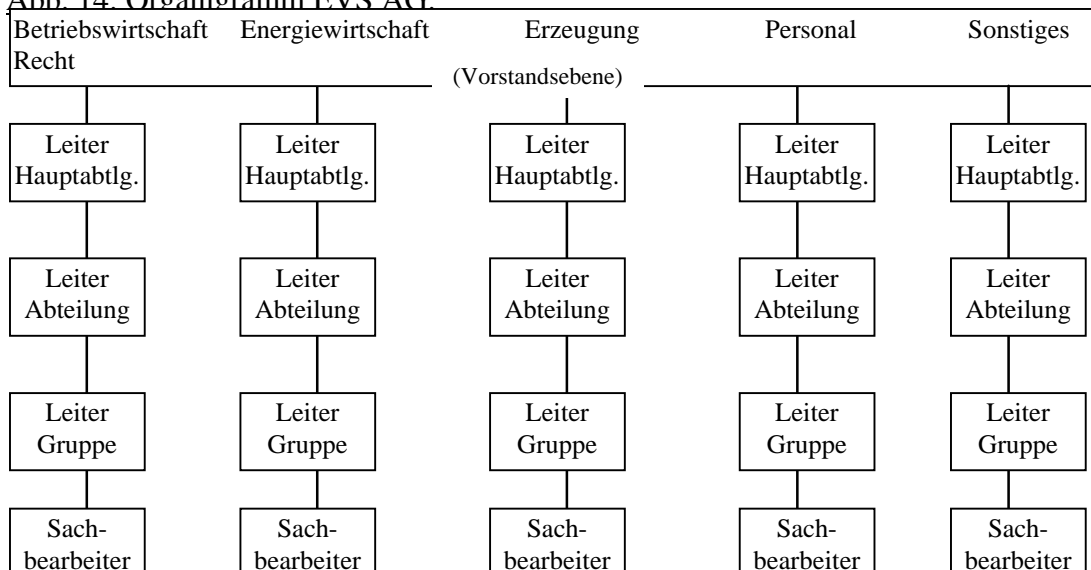 Abb. 14: Organigramm EVS AG.
Betriebswirtschaft Energiewirtschaft Erzeugung Personal Sonstiges
Recht
(Vorstandsebene)
Leiter Leiter Leiter Leiter Leiter
Hauptabtlg. Hauptabtlg. Hauptabtlg. Hauptabtlg. Hauptabtlg.
Leiter Leiter Leiter Leiter Leiter
Abteilung Abteilung Abteilung Abteilung Abteilung
Leiter Leiter Leiter Leiter Leiter
Gruppe Gruppe Gruppe Gruppe Gruppe
Sach- Sach- Sach- Sach- Sach-
bearbeiter bearbeiter bearbeiter bearbeiter bearbeiter